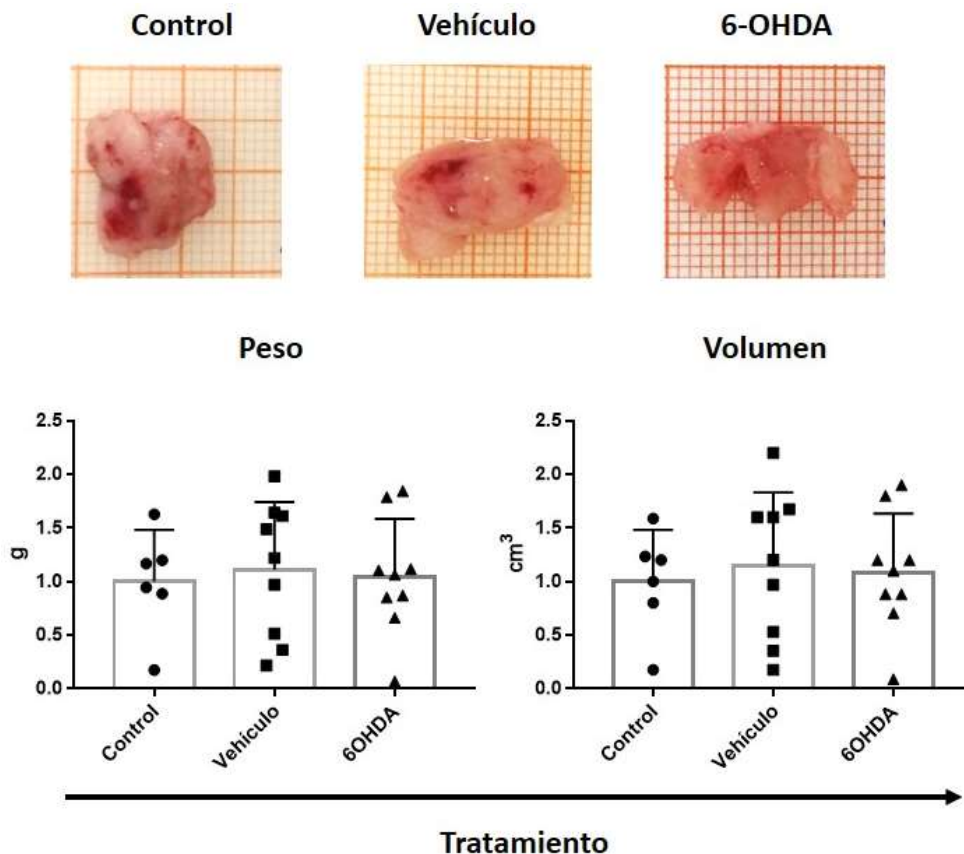 Control Vehículo 6-OHDA
Peso Volumen
g
2.5
2.0
1.5
1.0
0.5
0.0
Control Vehículo 6OHDA
cm3
2.5
2.0
1.5
1.0
0.5
0.0
Control Vehículo 6OHDA
Tratamiento